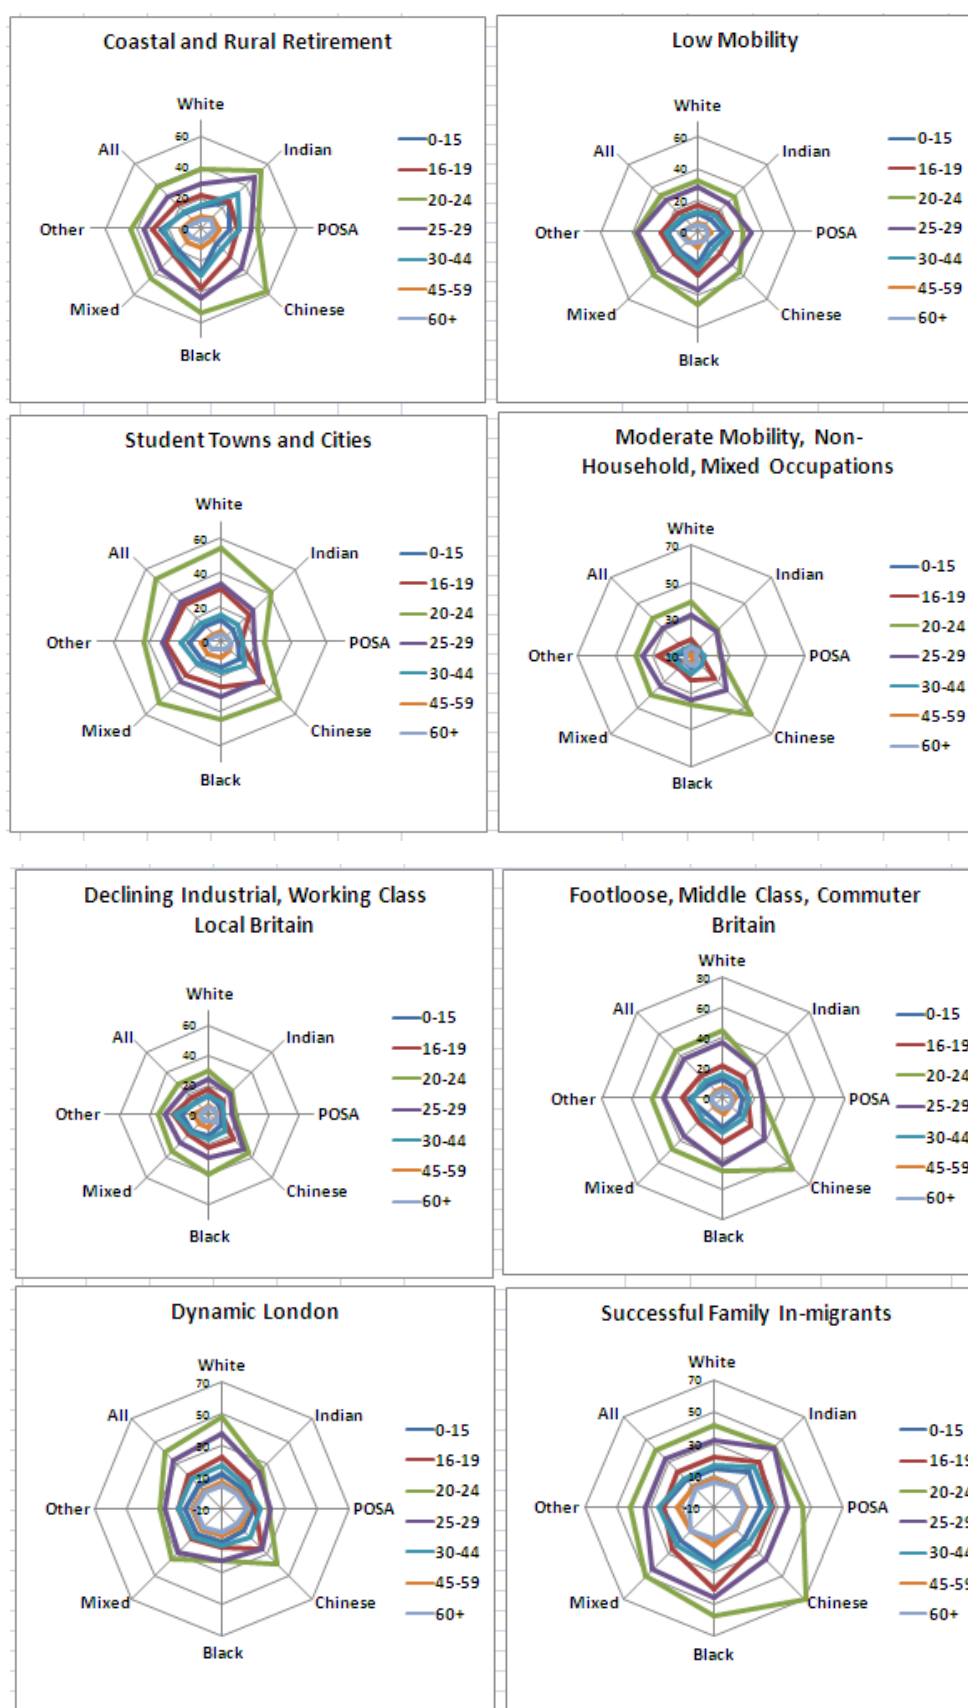 Coastal and Rural Retirement
White
60
All
Indian
40
20
Other
0
POSA
Mixed
Chinese
Black
0-15
16-19
20-24
25-29
30-44
45-59
60+
Low Mobility
White
60
All
Indian
40
20
Other
0
POSA
Mixed
Chinese
Black
0-15
16-19
20-24
25-29
30-44
45-59
60+
Student Towns and Cities
White
60
All
Indian
40
20
Other
0
POSA
Mixed
Chinese
Black
0-15
16-19
20-24
25-29
30-44
45-59
60+
Moderate Mobility, Non-
Household, Mixed Occupations
White
70
All
Indian
50
30
Other
-10
POSA
Mixed
Chinese
Black
0-15
16-19
20-24
25-29
30-44
45-59
60+
Declining Industrial, Working Class
Local Britain
White
60
All
Indian
40
20
Other
0
POSA
Mixed
Chinese
Black
0-15
16-19
20-24
25-29
30-44
45-59
60+
Footloose, Middle Class, Commuter
Britain
White
80
All
Indian
60
40
20
Other
0
POSA
Mixed
Chinese
Black
0-15
16-19
20-24
25-29
30-44
45-59
60+
Dynamic London
White
70
All
Indian
50
30
10
Other
-10
POSA
Mixed
Chinese
Black
0-15
16-19
20-24
25-29
30-44
45-59
60+
Successful Family In-migrants
White
70
All
Indian
50
30
10
Other
-10
POSA
Mixed
Chinese
Black
0-15
16-19
20-24
25-29
30-44
45-59
60+